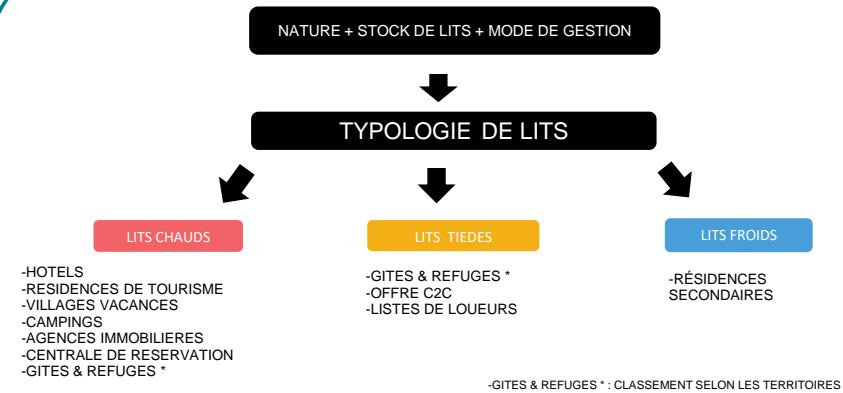 NATURE + STOCK DE LITS + MODE DE GESTION
TYPOLOGIE DE LITS
LITS CHAUDS
-HOTELS
-RESIDENCES DE TOURISME
-VILLAGES VACANCES
-CAMPINGS
-AGENCES IMMOBILIERES
-CENTRALE DE RESERVATION
-GITES & REFUGES *
LITS TIEDES
-GITES & REFUGES *
-OFFRE C2C
-LISTES DE LOUEURS
LITS FROIDS
-RÉSIDENCES
SECONDAIRES
-GITES & REFUGES * : CLASSEMENT SELON LES TERRITOIRES